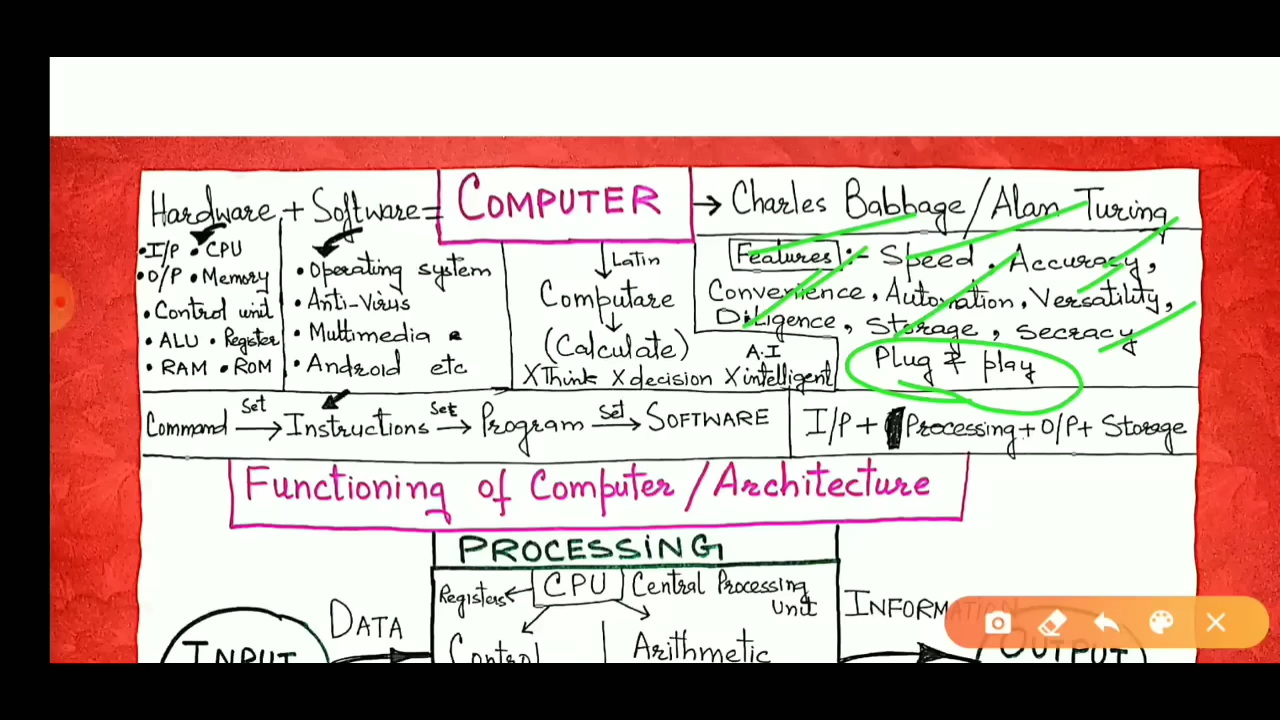 Hardware + Software = COMPUTER → Charles Babbage/Alan Turing
• I/P • CPU
• O/P • Memory
• Control unit
• ALU • Register
• RAM • ROM
• Operating system
• Anti-Virus
• Multimedia
• Android etc
Latin
Computare
(Calculate)
A.I
X Think X decision X intelligent
Features :- Speed, Accuracy,
Convenience, Automation, Versatility,
Diligence, Storage, secracy
Plug & play
Command Set → Instructions Set → Program Set → SOFTWARE
I/P + Processing + O/P + Storage
Functioning of Computer/Architecture
PROCESSING
Registers ← CPU Central Processing
Unit
INPUT DATA Control Arithmetic INFORMATION OUTPUT